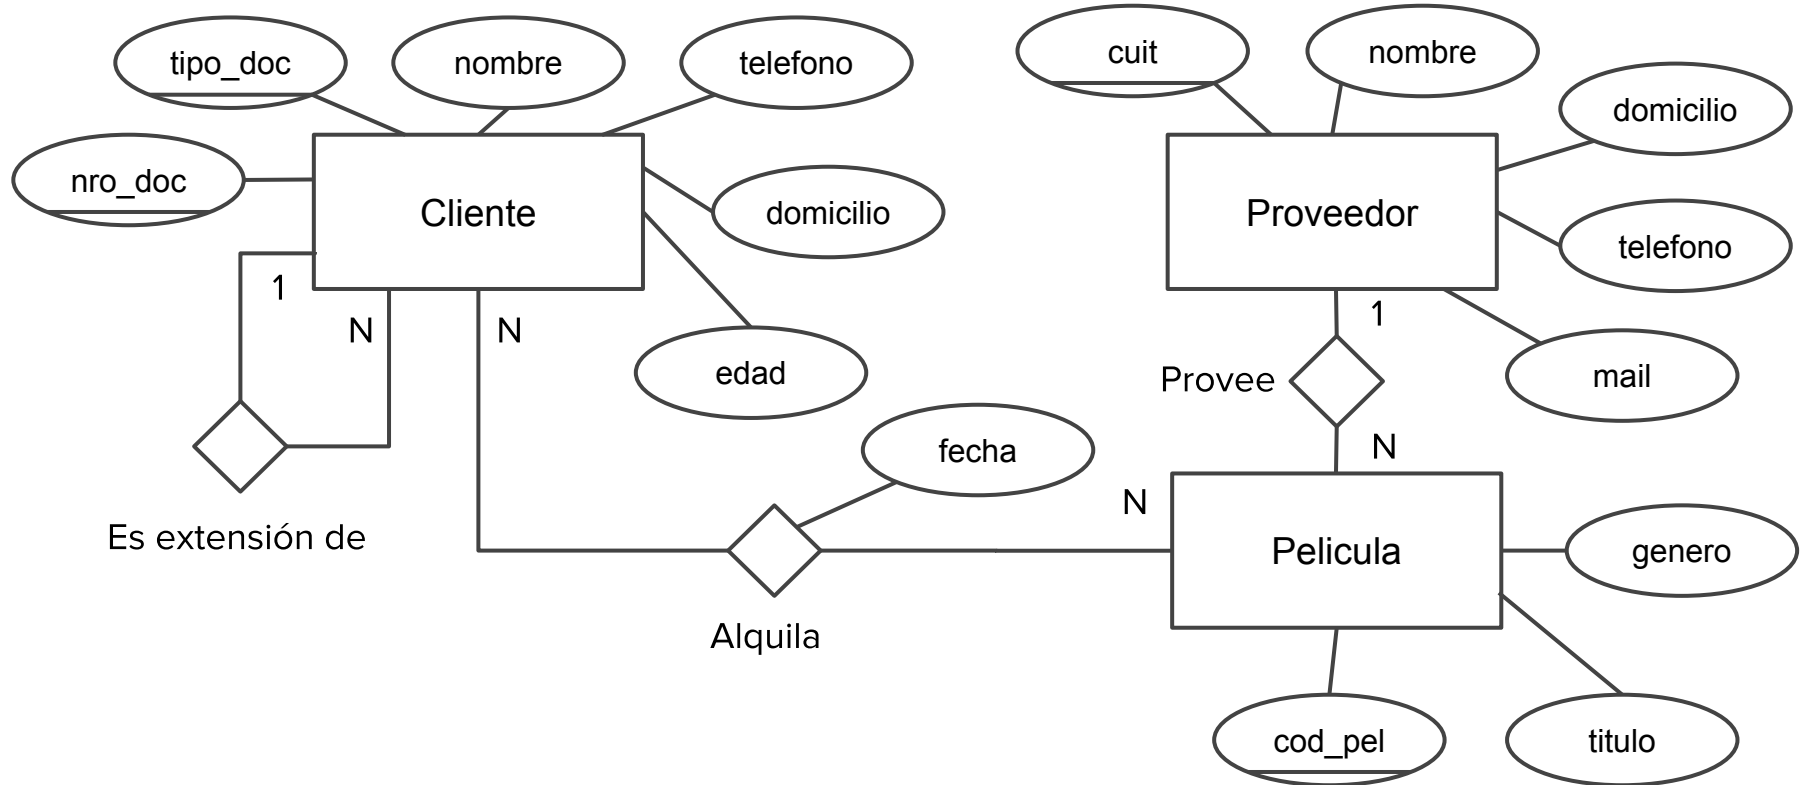 tipo_doc
nombre
telefono
nro_doc
Cliente
domicilio
edad
1
N
N
Es extensión de
fecha
Alquila
N
cuit
nombre
domicilio
Proveedor
telefono
mail
1
Provee
N
Pelicula
genero
cod_pel
titulo